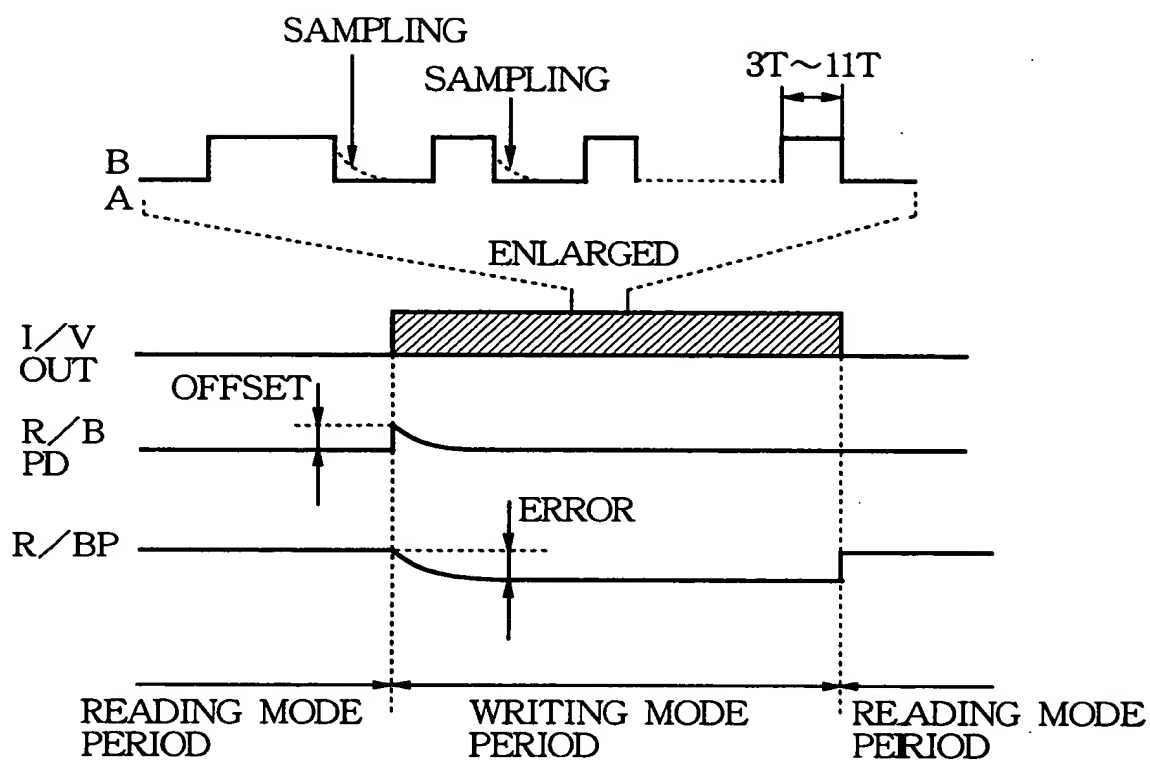 SAMPLING
SAMPLING
3T～11T
B
A
ENLARGED
I/V
OUT
OFFSET
R/B
PD
ERROR
R/BP
READING MODE
PERIOD
WRITING MODE
PERIOD
READING MODE
PERIOD